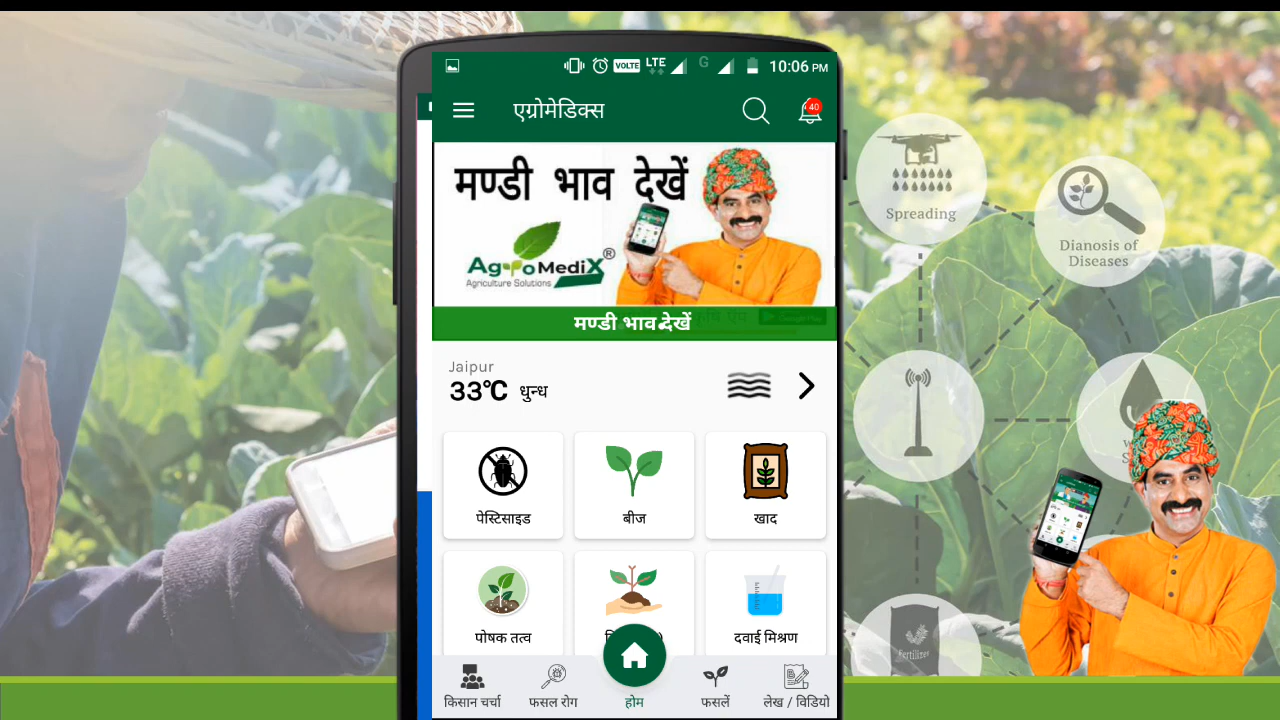 VOLTE LTE G 10:06 PM
एग्रोमेडिक्स
40
मण्डी भाव देखें
AgroMediX®
Agriculture Solutions
मण्डी भाव देखें
Jaipur
33℃ धुन्ध
पेस्टिसाइड बीज खाद
पोषक तत्व
दवाई मिश्रण
किसान चर्चा फसल रोग होम फसलें लेख / विडियो
Spreading
Dianosis of
Diseases
Fertilizer